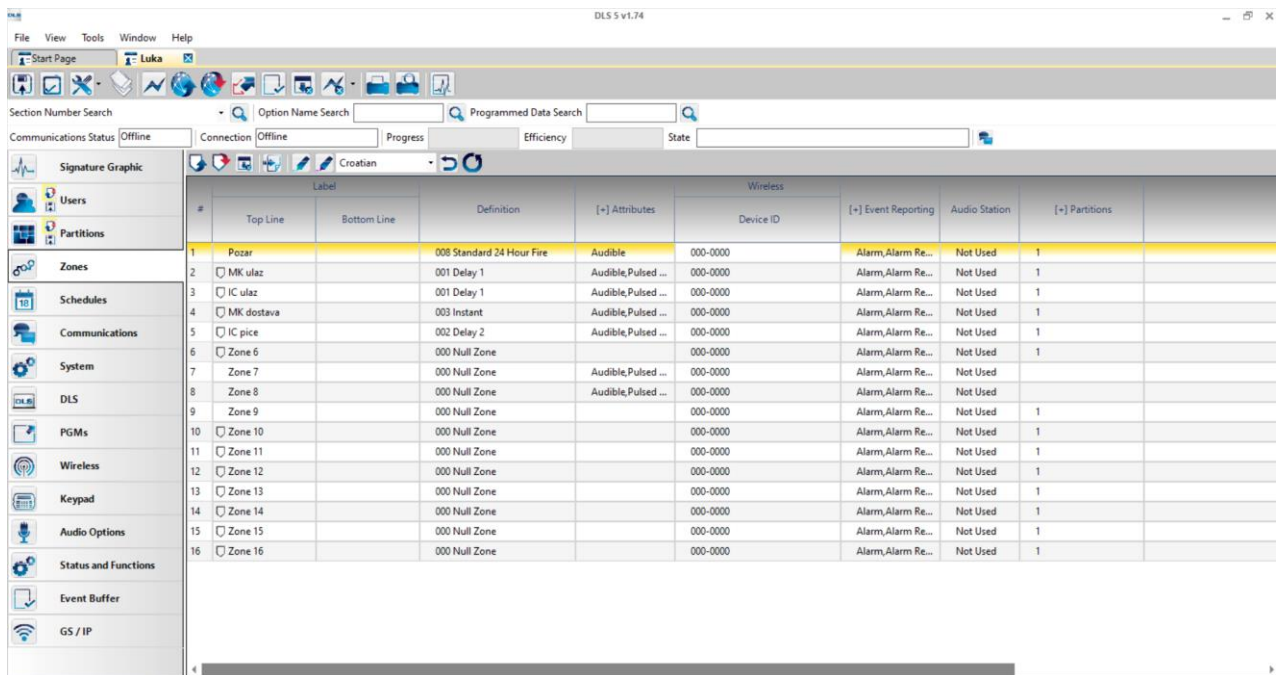 DLS
DLS 5 v1.74
File View Tools Window Help
Start Page Luka
Section Number Search Option Name Search Programmed Data Search
Communications Status Offline Connection Offline Progress Efficiency State
Signature Graphic
Users
Partitions
Zones
18 Schedules
Communications
System
DLS DLS
PGMs
Wireless
Keypad
Audio Options
Status and Functions
Event Buffer
GS / IP
Croatian
Label Wireless
# Top Line Bottom Line Definition [+] Attributes Device ID [+] Event Reporting Audio Station [+] Partitions
1 Pozar 008 Standard 24 Hour Fire Audible 000-0000 Alarm,Alarm Re... Not Used 1
2 MK ulaz 001 Delay 1 Audible,Pulsed ... 000-0000 Alarm,Alarm Re... Not Used 1
3 IC ulaz 001 Delay 1 Audible,Pulsed ... 000-0000 Alarm,Alarm Re... Not Used 1
4 MK dostava 003 Instant Audible,Pulsed ... 000-0000 Alarm,Alarm Re... Not Used 1
5 IC pice 002 Delay 2 Audible,Pulsed ... 000-0000 Alarm,Alarm Re... Not Used 1
6 Zone 6 000 Null Zone 000-0000 Alarm,Alarm Re... Not Used 1
7 Zone 7 000 Null Zone Audible,Pulsed ... 000-0000 Alarm,Alarm Re... Not Used
8 Zone 8 000 Null Zone Audible,Pulsed ... 000-0000 Alarm,Alarm Re... Not Used
9 Zone 9 000 Null Zone 000-0000 Alarm,Alarm Re... Not Used 1
10 Zone 10 000 Null Zone 000-0000 Alarm,Alarm Re... Not Used 1
11 Zone 11 000 Null Zone 000-0000 Alarm,Alarm Re... Not Used 1
12 Zone 12 000 Null Zone 000-0000 Alarm,Alarm Re... Not Used 1
13 Zone 13 000 Null Zone 000-0000 Alarm,Alarm Re... Not Used 1
14 Zone 14 000 Null Zone 000-0000 Alarm,Alarm Re... Not Used 1
15 Zone 15 000 Null Zone 000-0000 Alarm,Alarm Re... Not Used 1
16 Zone 16 000 Null Zone 000-0000 Alarm,Alarm Re... Not Used 1